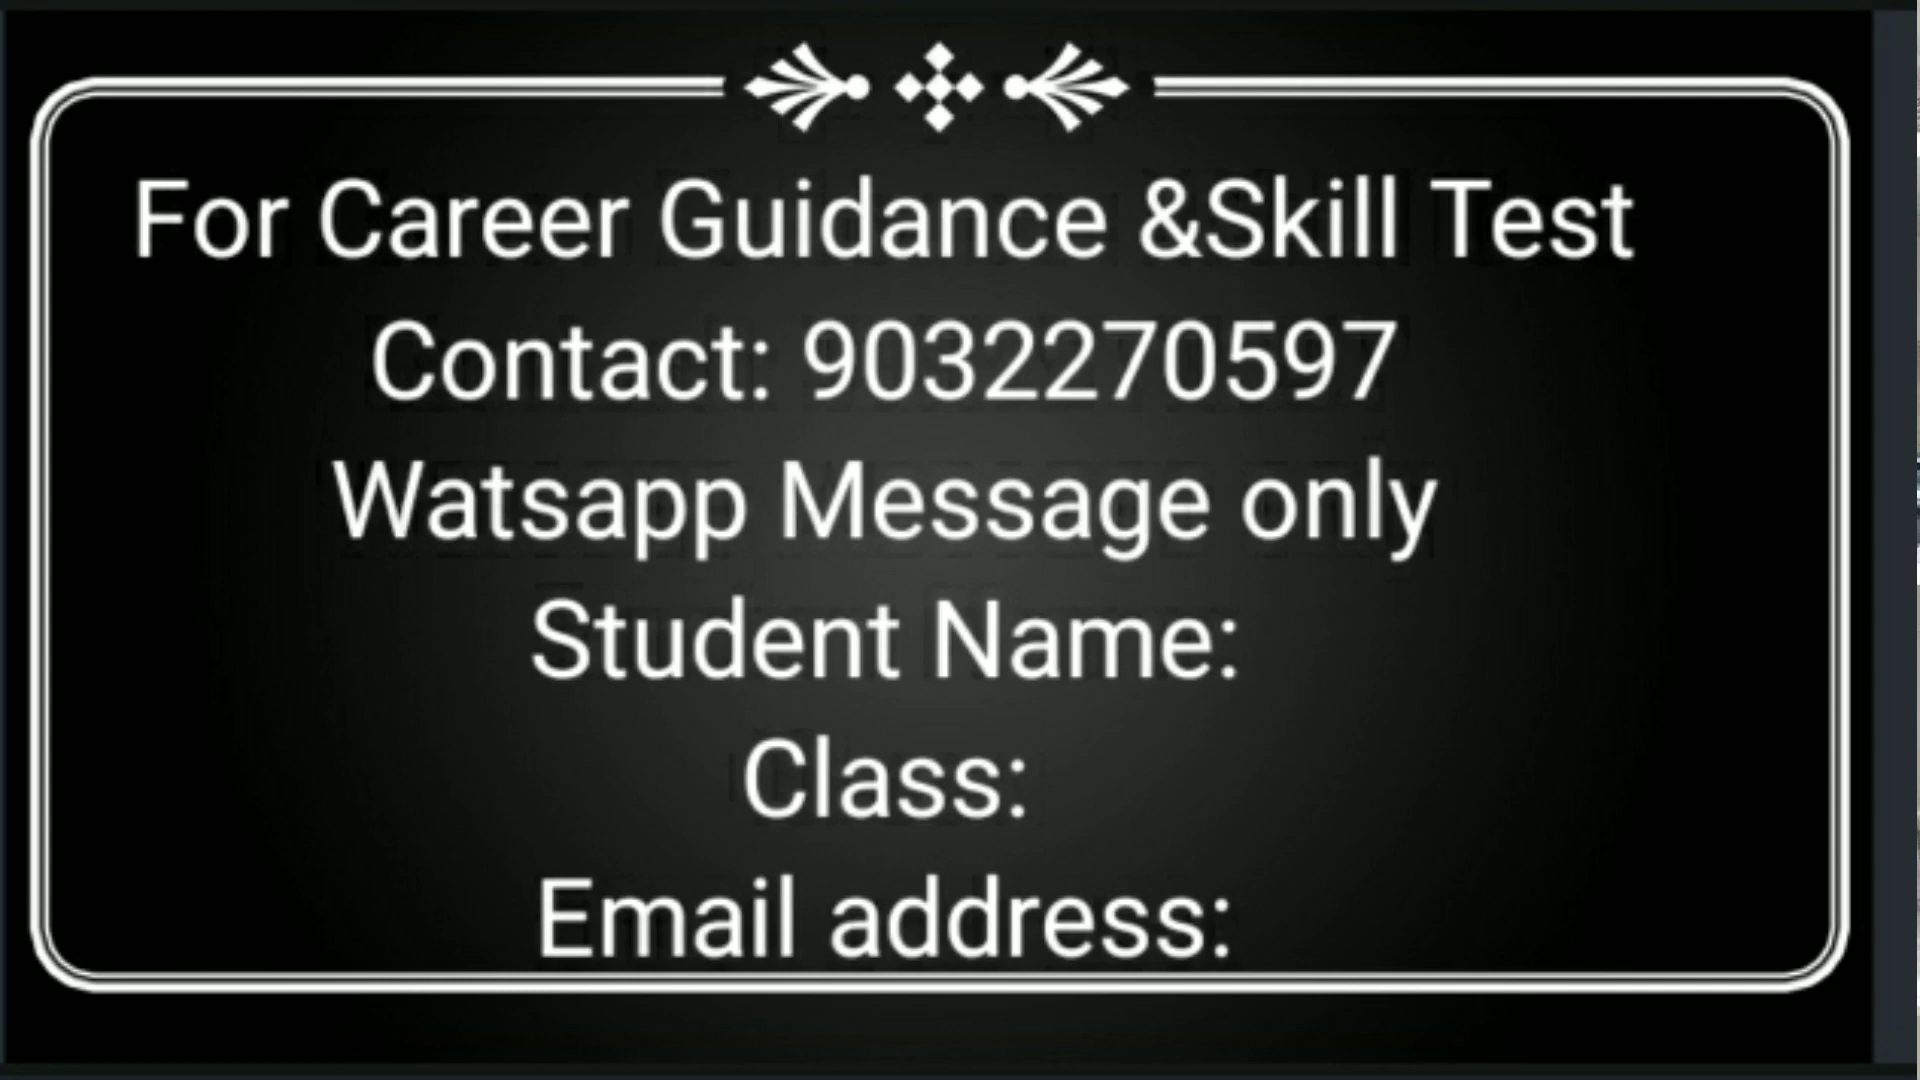 For Career Guidance &Skill Test
Contact: 9032270597
Watsapp Message only
Student Name:
Class:
Email address: